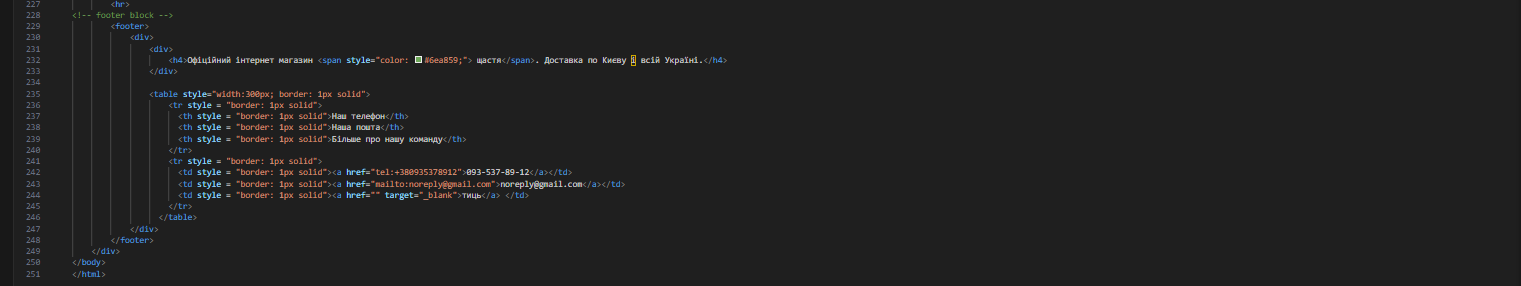 227 <hr>
228 <!-- footer block -->
229 <footer>
230 <div>
231 <div>
232 <h4>Офіційний інтернет магазин <span style="color: #6ea859;"> щастя</span>. Доставка по Києву і всій Україні.</h4>
233 </div>
234
235 <table style="width:300px; border: 1px solid">
236 <tr style = "border: 1px solid">
237 <th style = "border: 1px solid">Наш телефон</th>
238 <th style = "border: 1px solid">Наша пошта</th>
239 <th style = "border: 1px solid">Більше про нашу команду</th>
240 </tr>
241 <tr style = "border: 1px solid">
242 <td style = "border: 1px solid"><a href="tel:+380935378912">093-537-89-12</a></td>
243 <td style = "border: 1px solid"><a href="mailto:noreply@gmail.com">noreply@gmail.com</a></td>
244 <td style = "border: 1px solid"><a href="" target="_blank">тиць</a> </td>
245 </tr>
246 </table>
247 </div>
248 </footer>
249 </div>
250 </body>
251 </html>